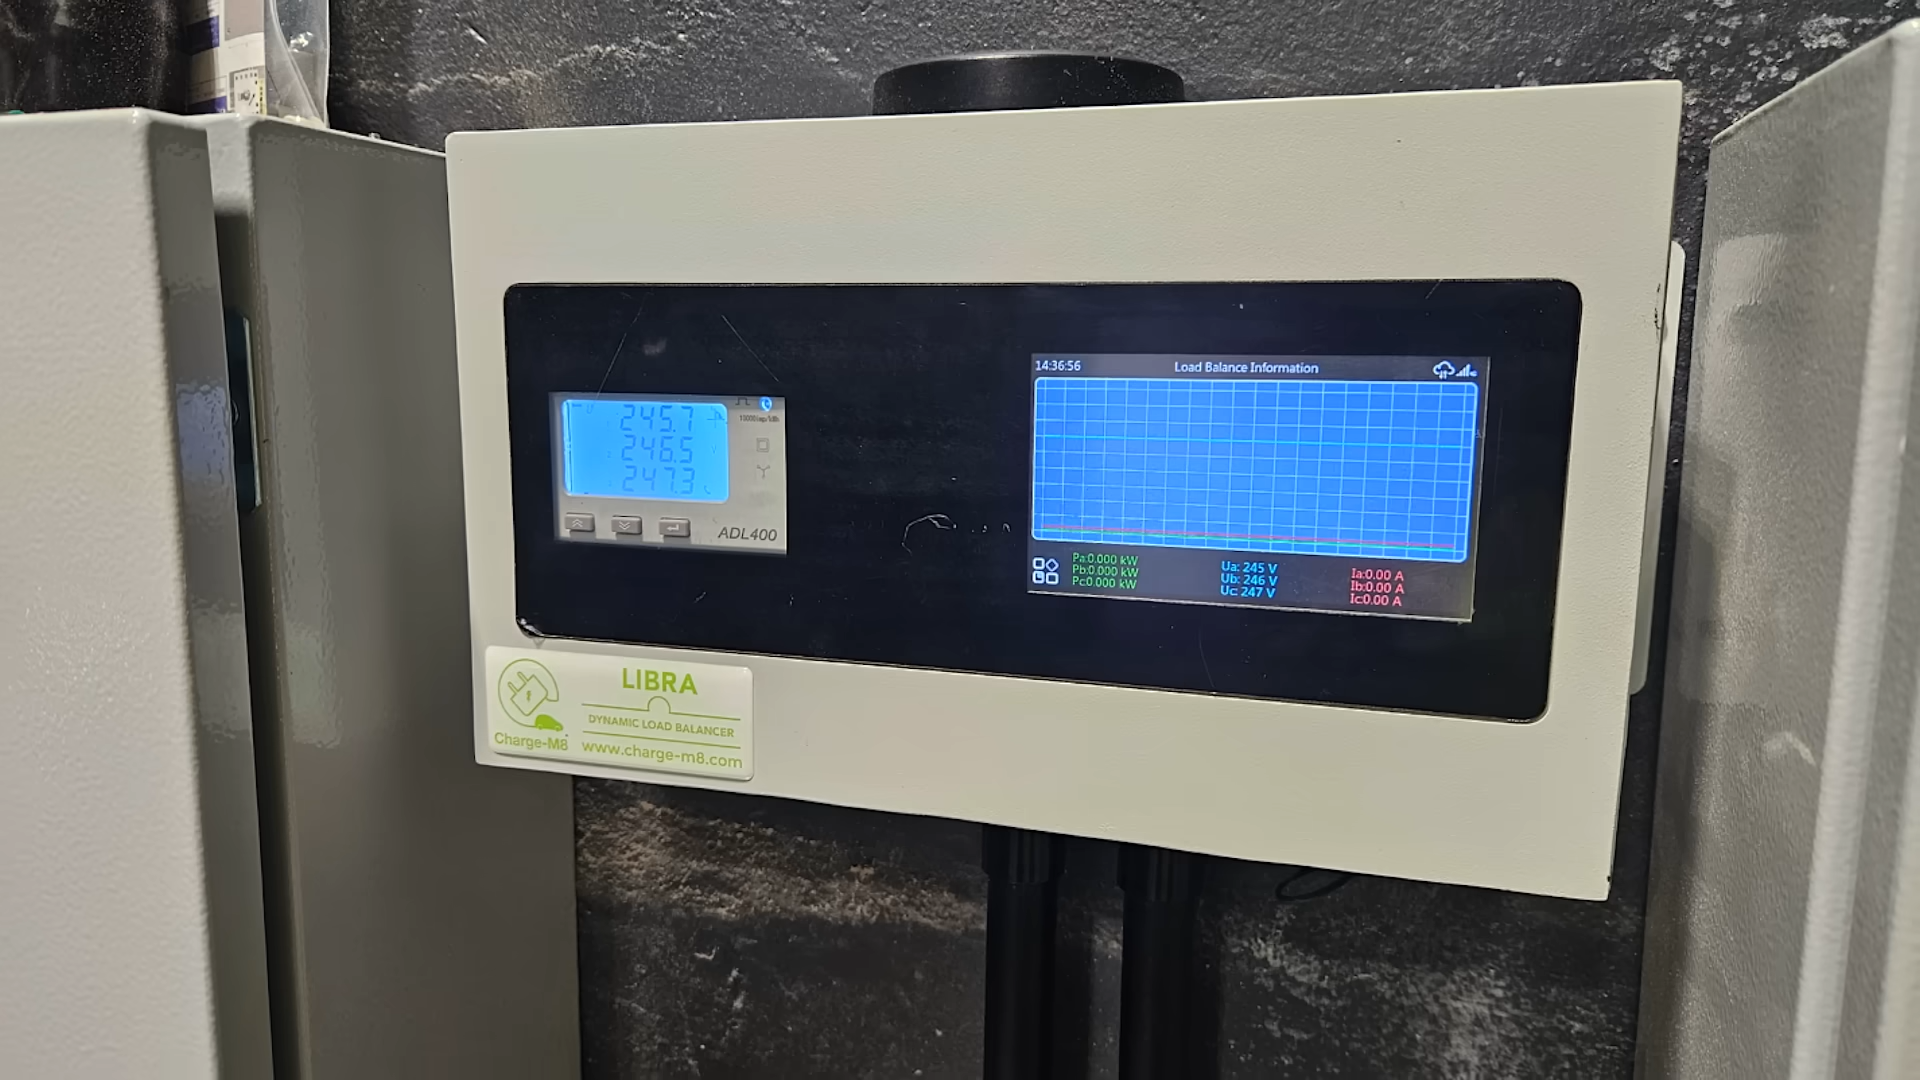 245.7
246.5
247.3
ADL400
14:36:56
Load Balance Information
Pa:0.000 kW
Pb:0.000 kW
Pc:0.000 kW
Ua: 245 V
Ub: 246 V
Uc: 247 V
Ia:0.00 A
Ib:0.00 A
Ic:0.00 A
LIBRA
DYNAMIC LOAD BALANCER
Charge-M8
www.charge-m8.com